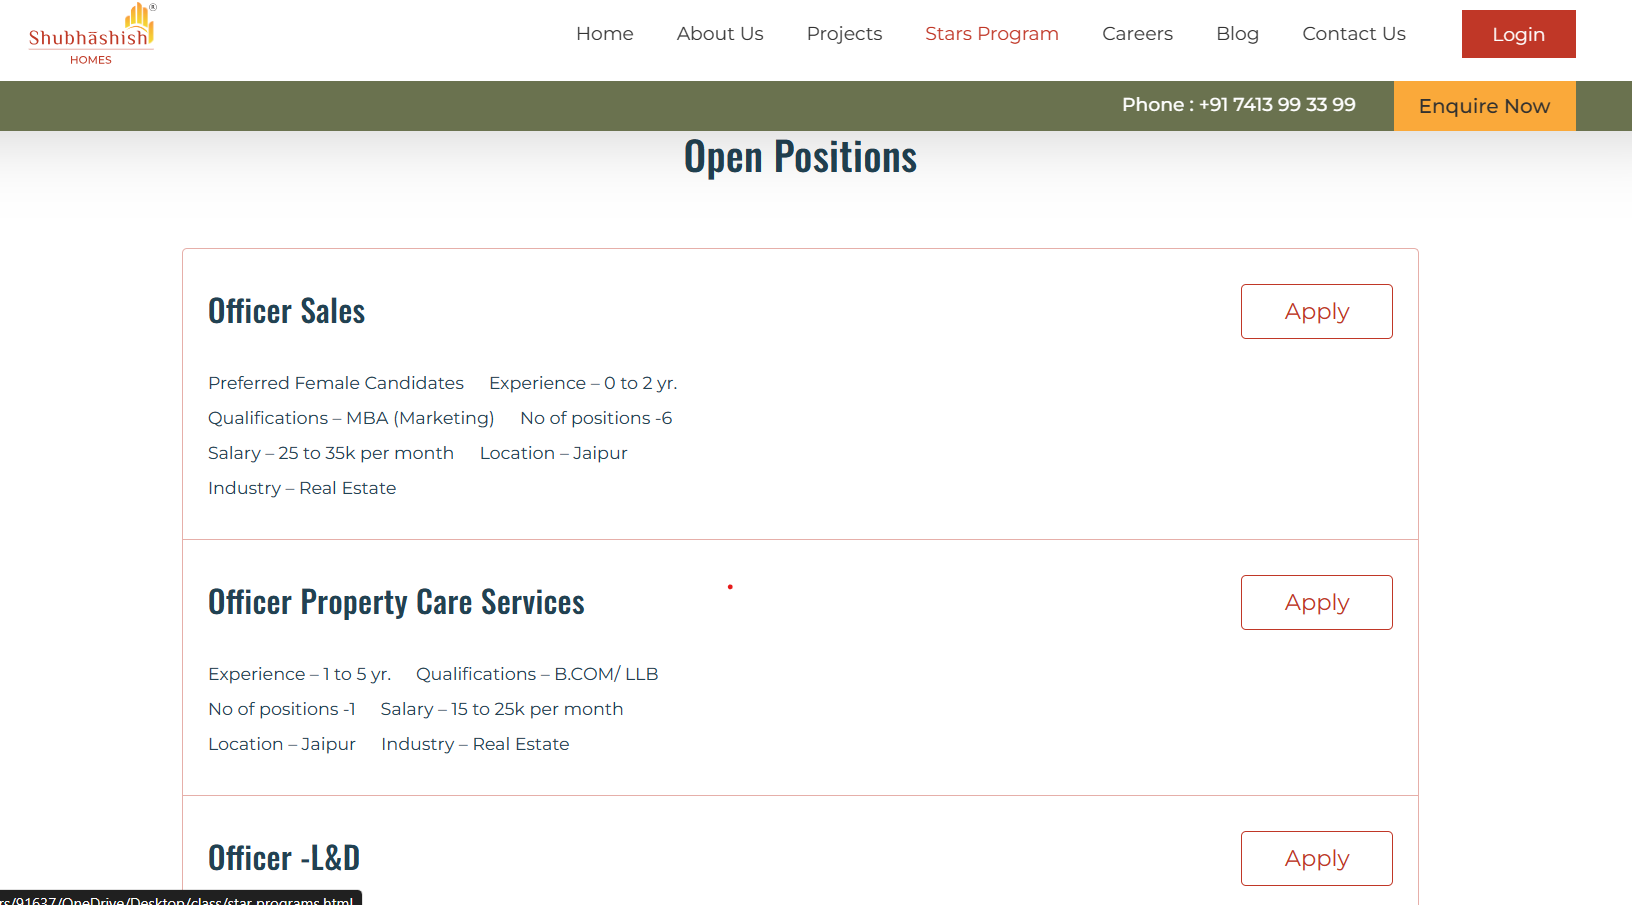 Shubhāshish®
HOMES
Home About Us Projects Stars Program Careers Blog Contact Us Login
Phone : +91 7413 99 33 99 Enquire Now
Open Positions
Officer Sales Apply
Preferred Female Candidates Experience – 0 to 2 yr.
Qualifications – MBA (Marketing) No of positions -6
Salary – 25 to 35k per month Location – Jaipur
Industry – Real Estate
Officer Property Care Services Apply
Experience – 1 to 5 yr. Qualifications – B.COM/ LLB
No of positions -1 Salary – 15 to 25k per month
Location – Jaipur Industry – Real Estate
Officer -L&D Apply
rs/91637/OneDrive/Desktop/class/star programs.html